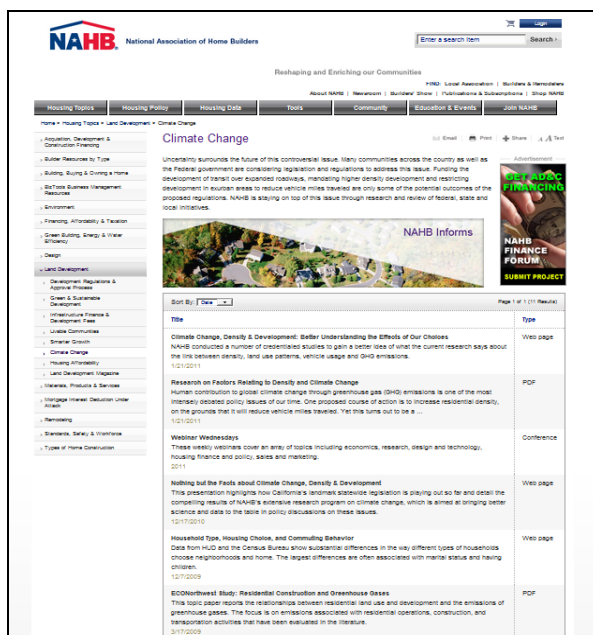 Login
NAHB. National Association of Home Builders
Enter a search item Search ›
Reshaping and Enriching our Communities
FIND: Local Association | Builders & Remodelers
About NAHB | Newsroom | Builders' Show | Publications & Subscriptions | Shop NAHB
Housing Topics Housing Policy Housing Data Tools Community Education & Events Join NAHB
Home > Housing Topics > Land Development > Climate Change
Acquisition, Development &
Construction Financing
Builder Resources by Type
Building, Buying & Owning a Home
BizTools Business Management
Resources
Environment
Financing, Affordability & Taxation
Green Building, Energy & Water
Efficiency
Design
Land Development
Development Regulations &
Approval Process
Green & Sustainable
Development
Infrastructure Finance &
Development Fees
Livable Communities
Smarter Growth
Climate Change
Housing Affordability
Land Development Magazine
Materials, Products & Services
Mortgage Interest Deduction Under
Attack
Remodeling
Standards, Safety & Workforce
Types of Home Construction
Climate Change
Email Print Share A A Text
Uncertainty surrounds the future of this controversial issue. Many communities across the country as well as
the Federal government are considering legislation and regulations to address this issue. Funding the
development of transit over expanded roadways, mandating higher density development and restricting
development in exurban areas to reduce vehicle miles traveled are only some of the potential outcomes of the
proposed regulations. NAHB is staying on top of this issue through research and review of federal, state and
local initiatives.
NAHB Informs
Advertisement
GET AD&C
FINANCING
NAHB
FINANCE
FORUM
SUBMIT PROJECT
Sort By: Date Page 1 of 1 (11 Results)
Title Type
Climate Change, Density & Development: Better Understanding the Effects of Our Choices Web page
NAHB conducted a number of credentialed studies to gain a better idea of what the current research says about
the link between density, land use patterns, vehicle usage and GHG emissions.
1/21/2011
Research on Factors Relating to Density and Climate Change PDF
Human contribution to global climate change through greenhouse gas (GHG) emissions is one of the most
intensely debated policy issues of our time. One proposed course of action is to increase residential density,
on the grounds that it will reduce vehicle miles traveled. Yet this turns out to be a ...
1/21/2011
Webinar Wednesdays Conference
These weekly webinars cover an array of topics including economics, research, design and technology,
housing finance and policy, sales and marketing.
2011
Nothing but the Facts about Climate Change, Density & Development Web page
This presentation highlights how California's landmark statewide legislation is playing out so far and detail the
compelling results of NAHB's extensive research program on climate change, which is aimed at bringing better
science and data to the table in policy discussions on these issues.
12/17/2010
Household Type, Housing Choice, and Commuting Behavior Web page
Data from HUD and the Census Bureau show substantial differences in the way different types of households
choose neighborhoods and home. The largest differences are often associated with marital status and having
children.
12/7/2009
ECONorthwest Study: Residential Construction and Greenhouse Gases PDF
This topic paper reports the relationships between residential land use and development and the emissions of
greenhouse gases. The focus is on emissions associated with residential operations, construction, and
transportation activities that have been evaluated in the literature.
3/17/2009